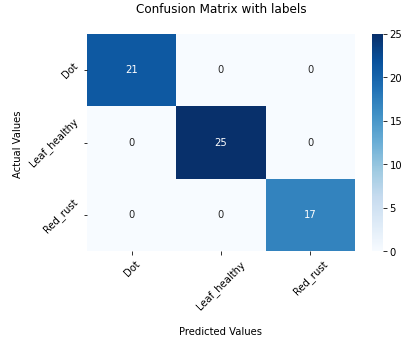 Confusion Matrix with labels
Actual Values
Dot
21 0 0
Leaf_healthy
0 25 0
Red_rust
0 0 17
Dot Leaf_healthy Red_rust
Predicted Values
25
20
15
10
5
0